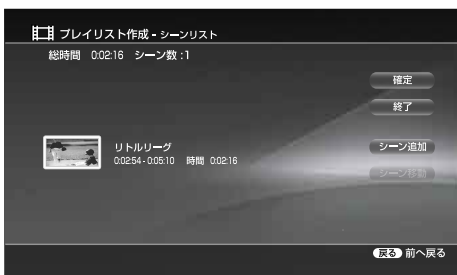 プレイリスト作成 - シーンリスト
総時間 0:02:16 シーン数 :1
確定
終了
リトルリーグ
0:02:54 - 0:05:10 時間 0:02:16
シーン追加
シーン移動
戻る 前へ戻る